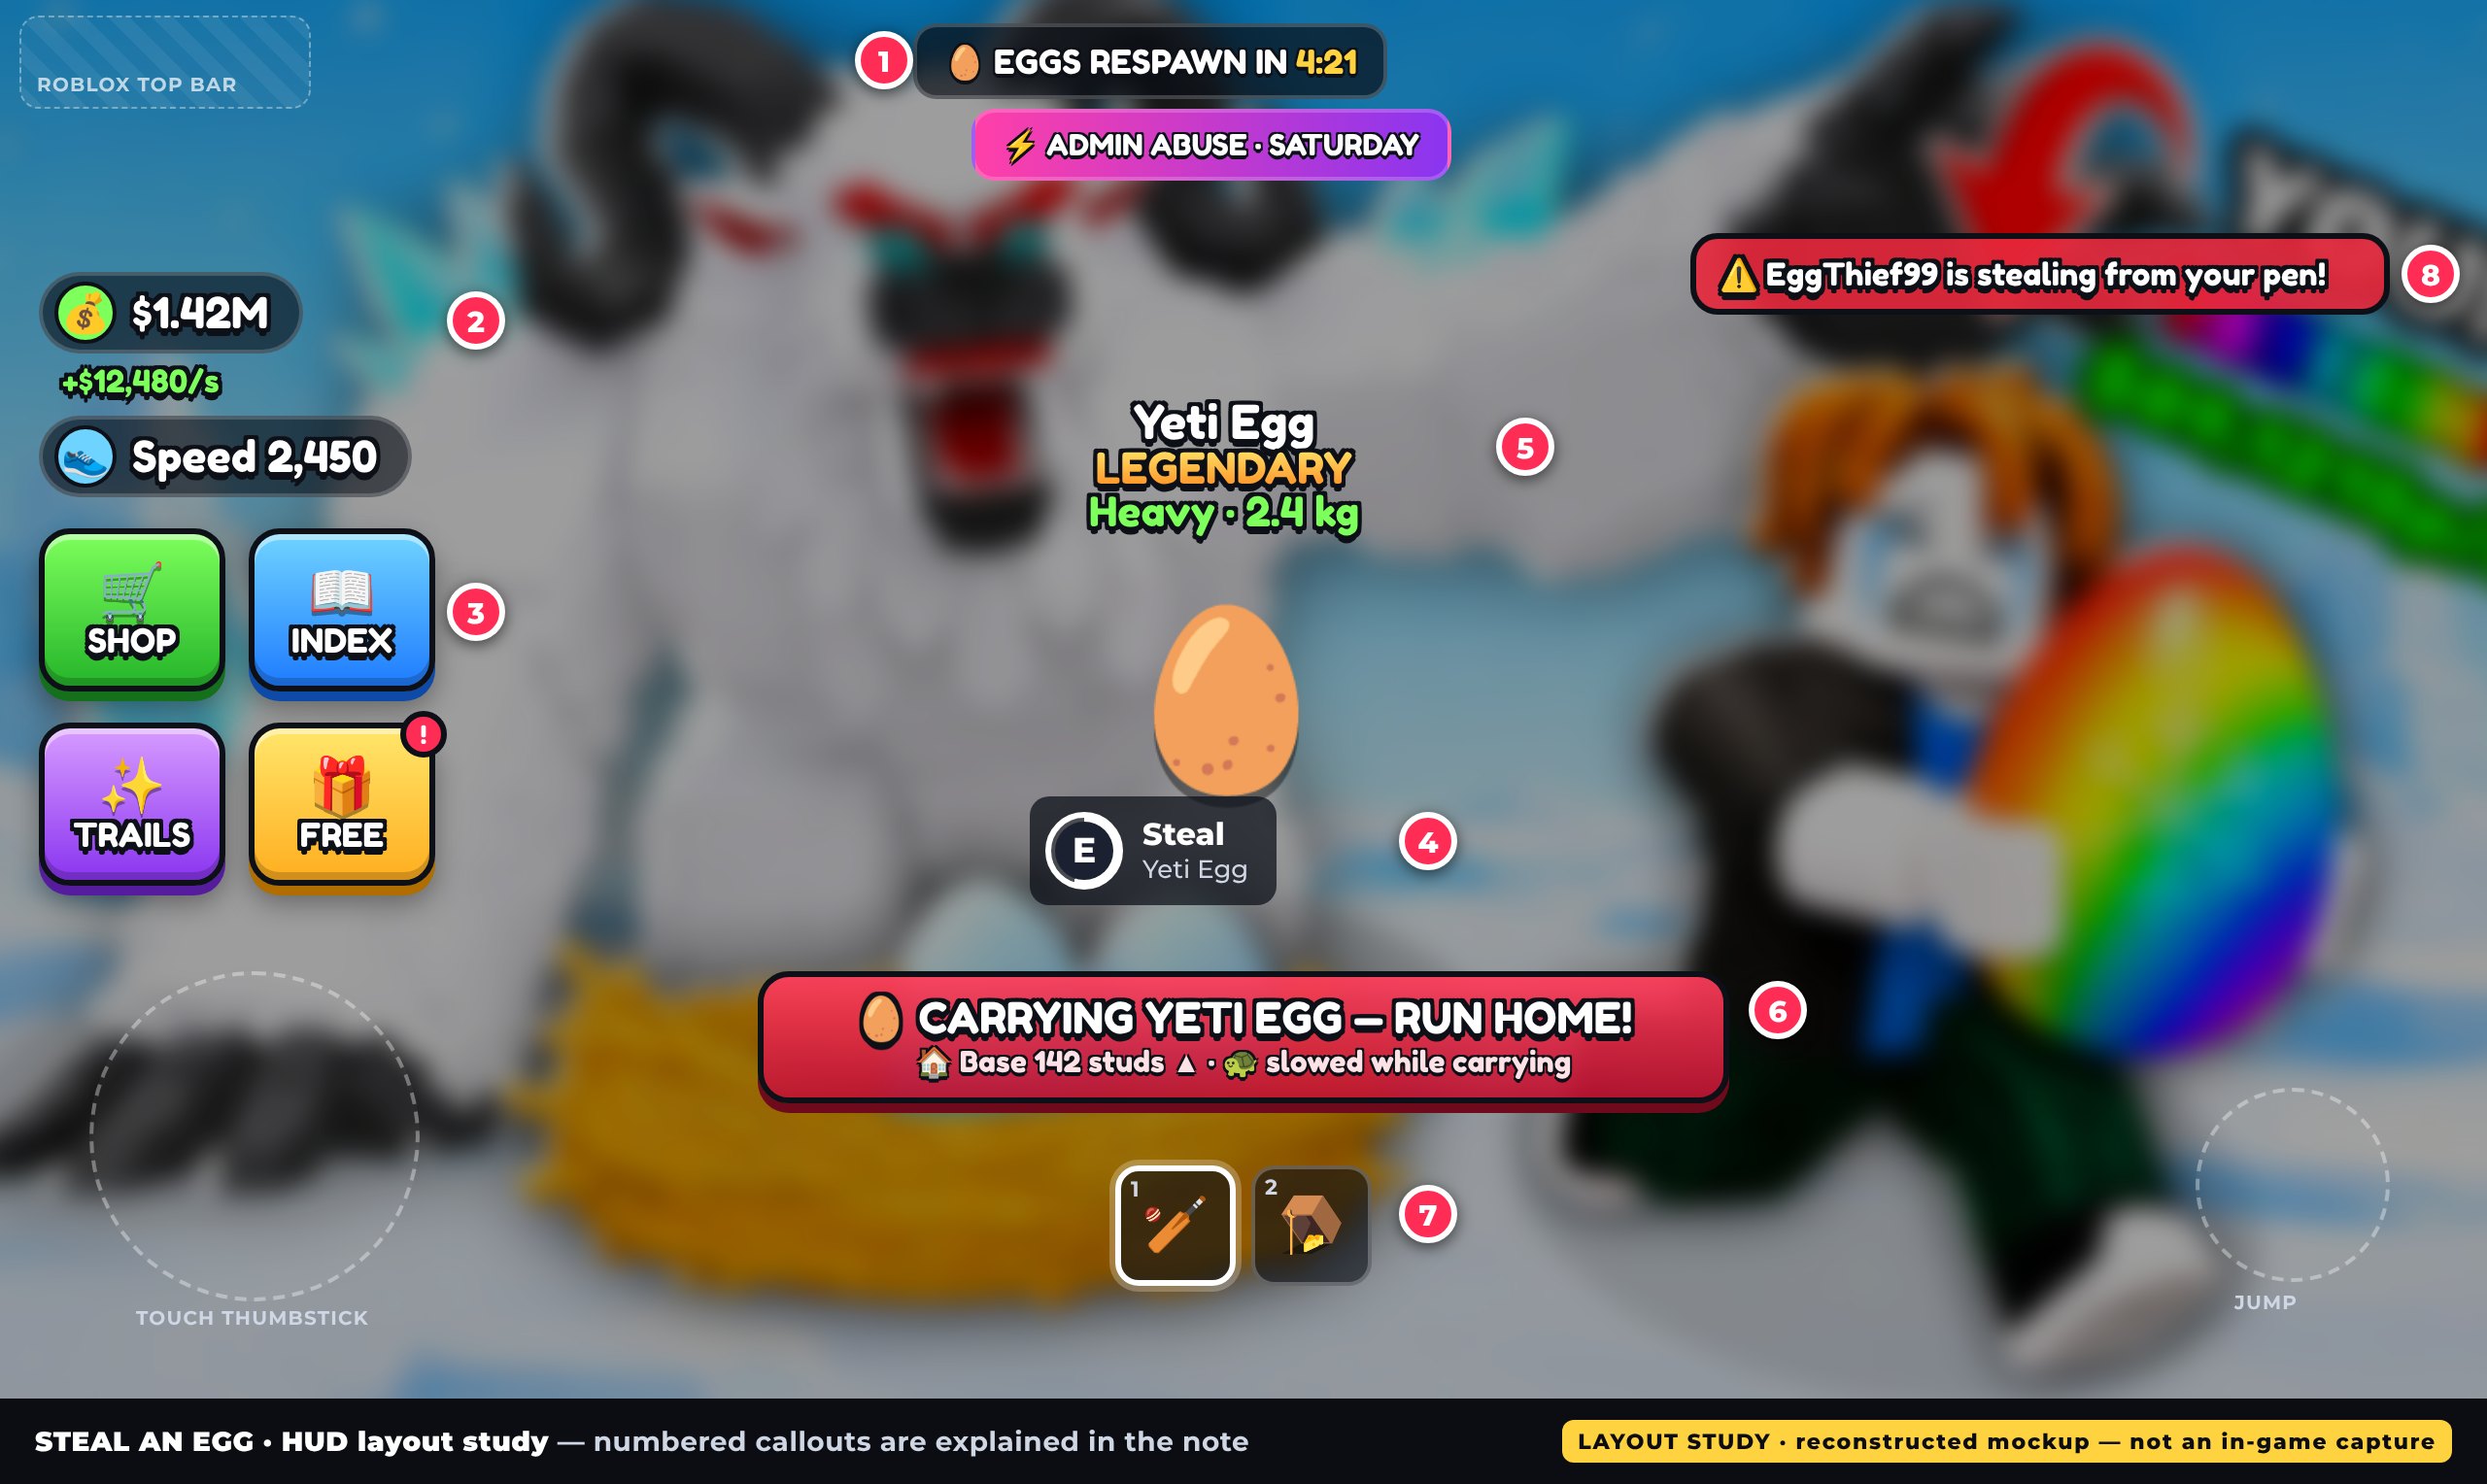 ROBLOX TOP BAR
1
EGGS RESPAWN IN 4:21
⚡ ADMIN ABUSE · SATURDAY
YOU
⚠️ EggThief99 is stealing from your pen!
8
$1.42M
2
+$12,480/s
Speed 2,450
Yeti Egg
LEGENDARY
Heavy · 2.4 kg
5
SHOP
INDEX
3
TRAILS
FREE
!
E
Steal
Yeti Egg
4
CARRYING YETI EGG — RUN HOME!
Base 142 studs ▲ · slowed while carrying
6
1
2
7
TOUCH THUMBSTICK
JUMP
STEAL AN EGG · HUD layout study — numbered callouts are explained in the note
LAYOUT STUDY · reconstructed mockup — not an in-game capture